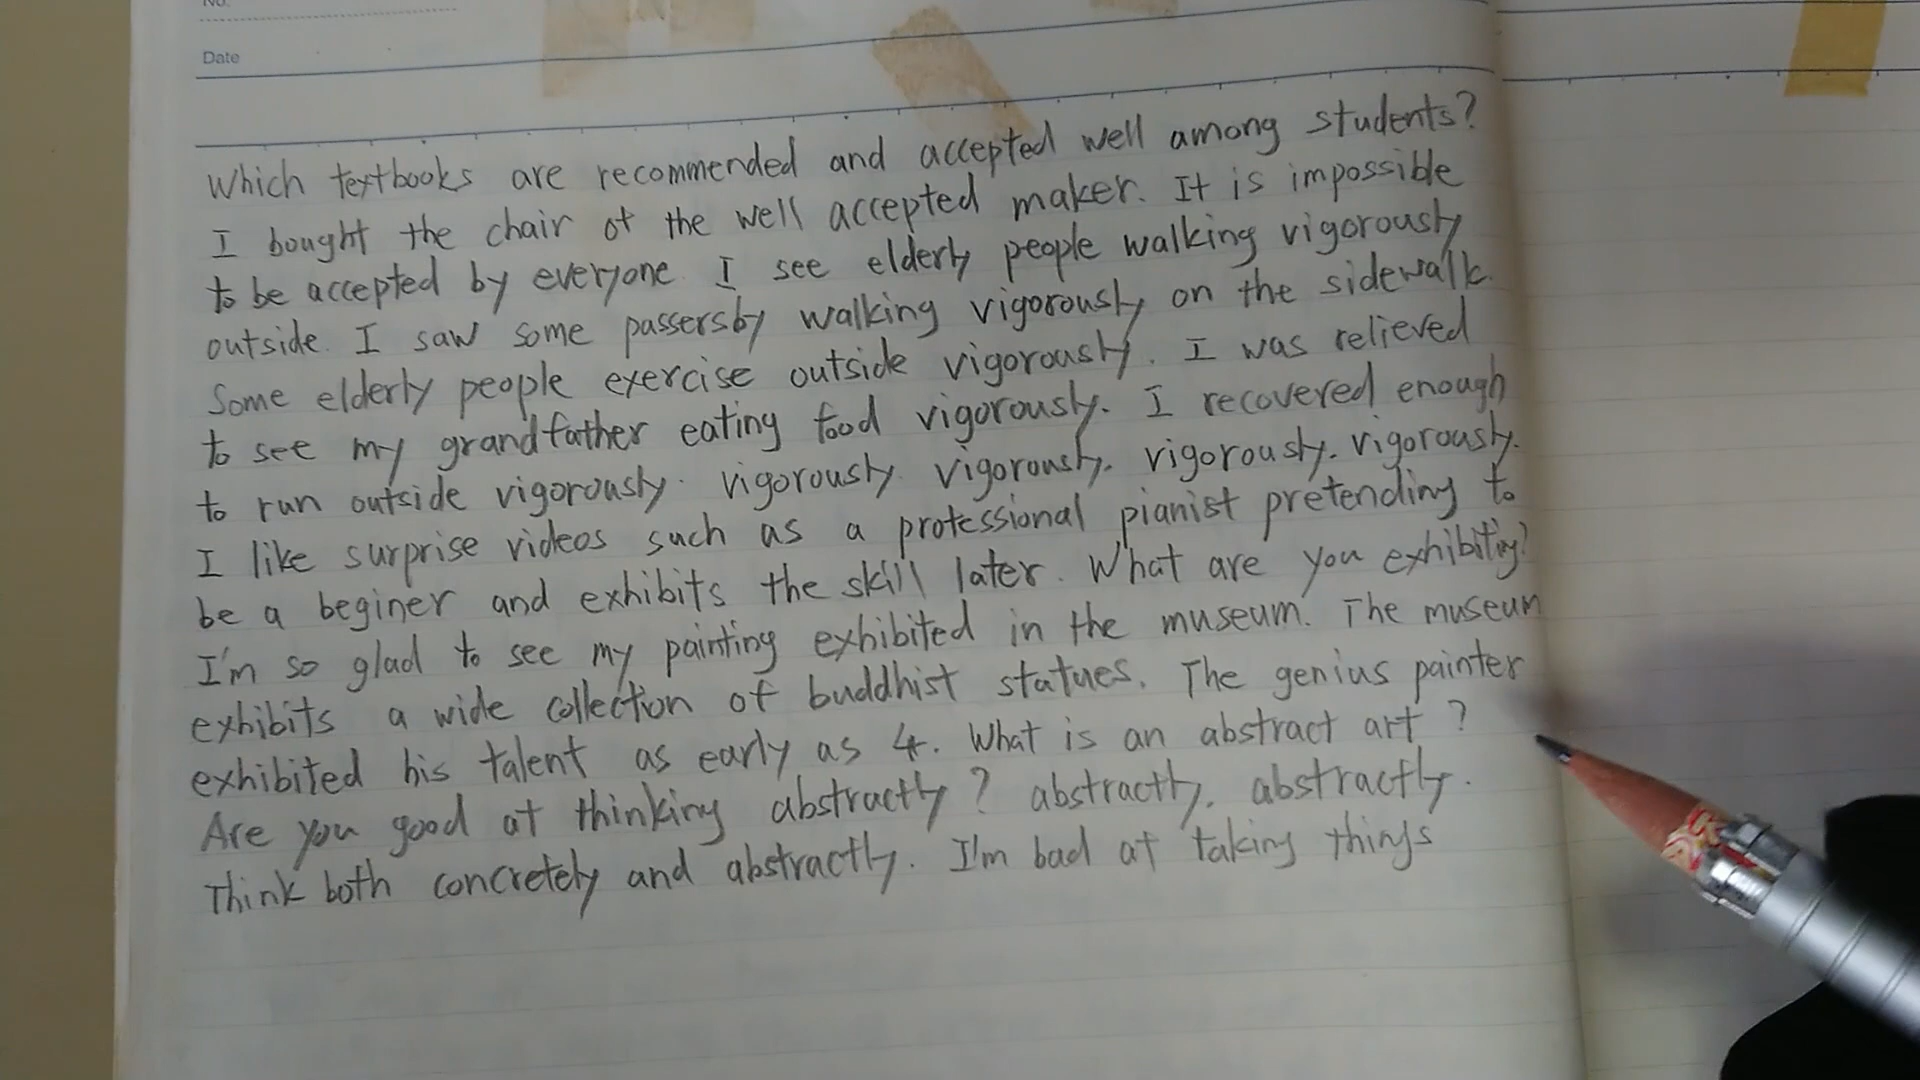 No.
Date
Which textbooks are recommended and accepted well among students?
I bought the chair of the well accepted maker. It is impossible
to be accepted by everyone. I see elderly people walking vigorously
outside. I saw some passersby walking vigorously on the sidewalk.
Some elderly people exercise outside vigorously. I was relieved
to see my grandfather eating food vigorously. I recovered enough
to run outside vigorously. vigorously. vigorously. vigorously. vigorously.
I like surprise videos such as a professional pianist pretending to
be a beginer and exhibits the skill later. What are you exhibiting?
I'm so glad to see my painting exhibited in the museum. The museum
exhibits a wide collection of buddhist statues. The genius painter
exhibited his talent as early as 4. What is an abstract art ?
Are you good at thinking abstractly ? abstractly. abstractly.
Think both concretely and abstractly. I'm bad at taking things